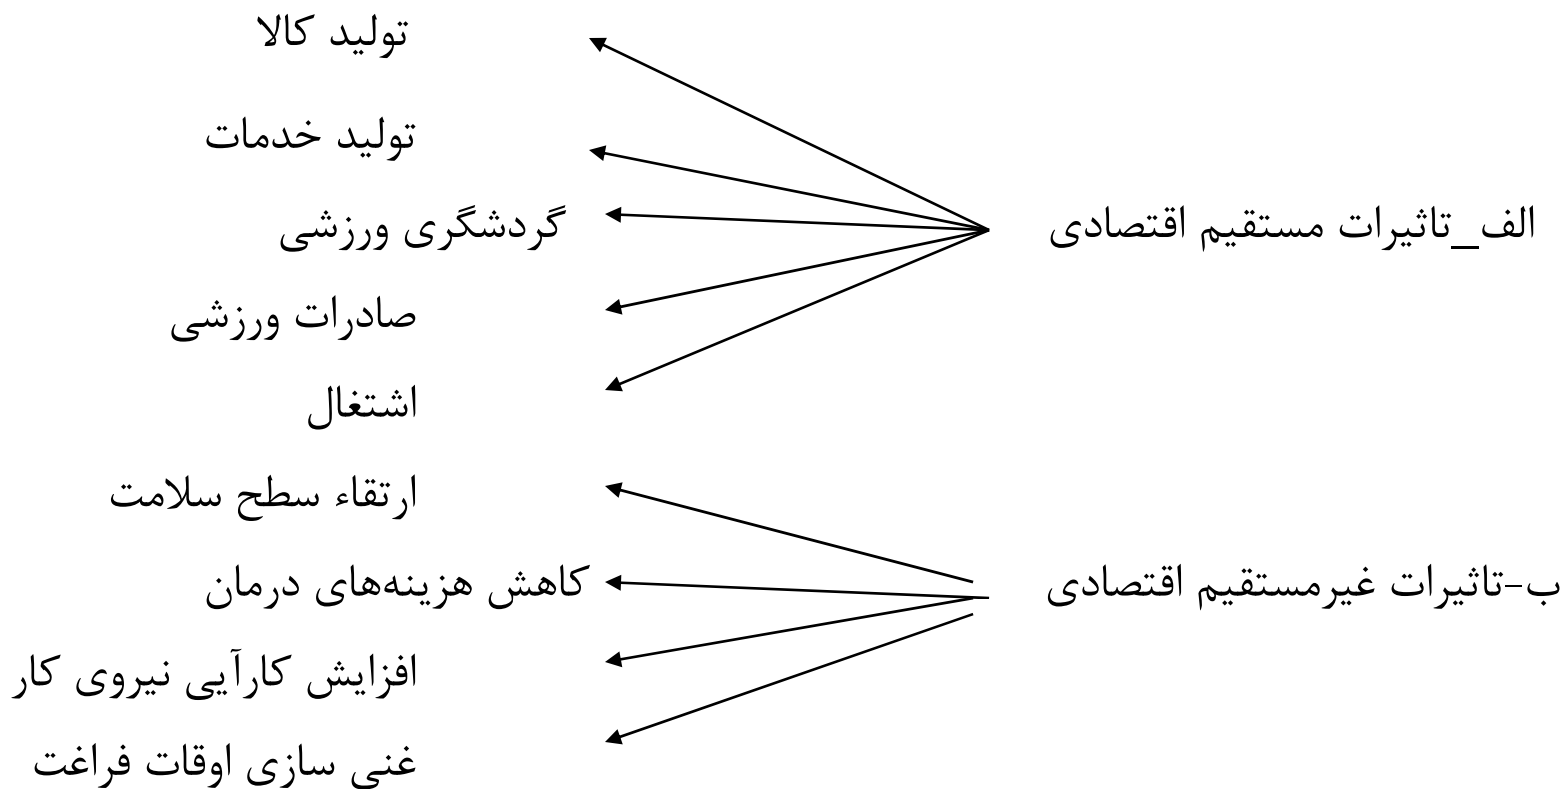 تولید کالا
تولید خدمات
الف_تاثیرات مستقیم اقتصادی
گردشگری ورزشی
صادرات ورزشی
اشتغال
ارتقاء سطح سلامت
ب-تاثیرات غیرمستقیم اقتصادی
کاهش هزینه‌های درمان
افزایش کارآیی نیروی کار
غنی سازی اوقات فراغت